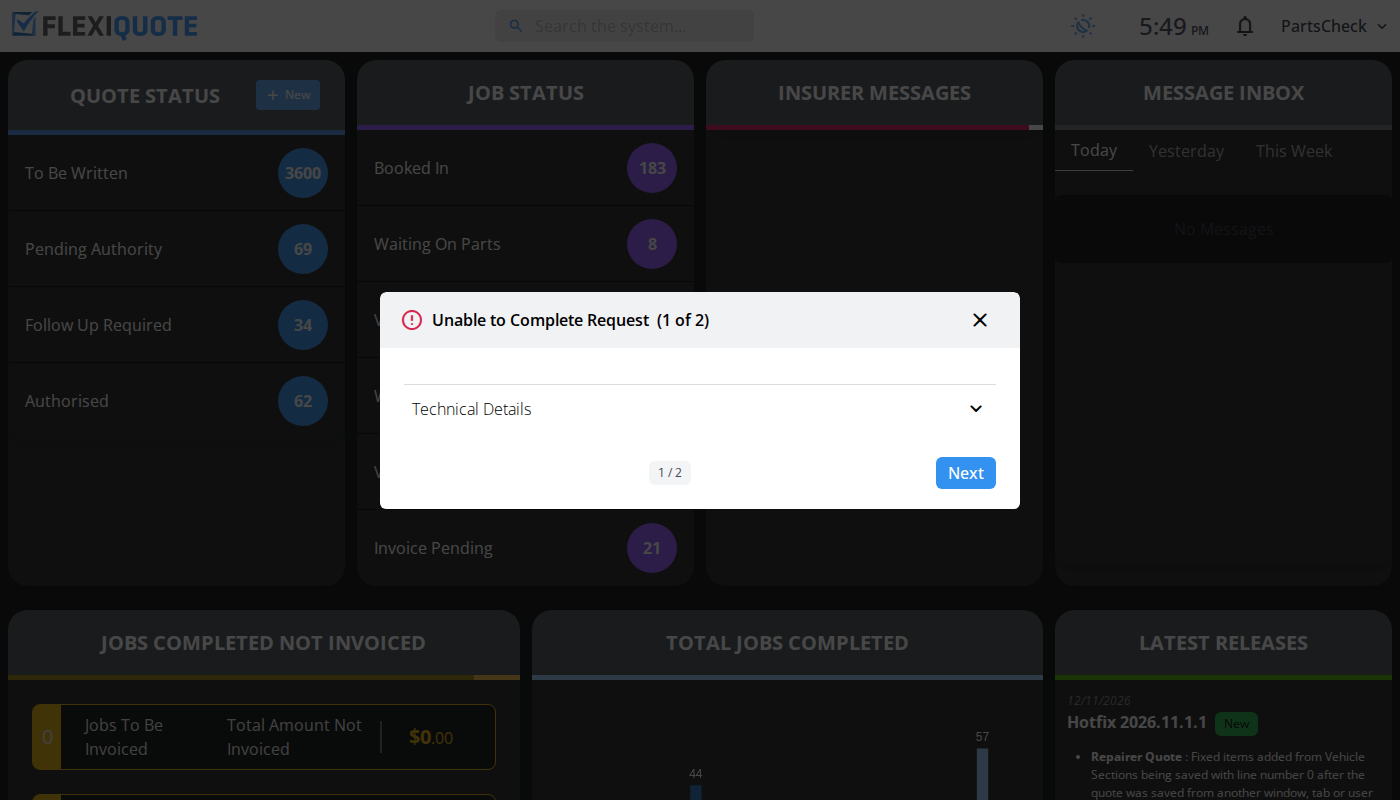 FLEXIQUOTE
Search the system...
5:49 PM
PartsCheck
QUOTE STATUS
New
To Be Written
3600
Pending Authority
69
Follow Up Required
34
Authorised
62
JOB STATUS
Booked In
183
Waiting On Parts
8
Invoice Pending
21
INSURER MESSAGES
MESSAGE INBOX
Today
Yesterday
This Week
No Messages
Unable to Complete Request (1 of 2)
Technical Details
1 / 2
Next
JOBS COMPLETED NOT INVOICED
0
Jobs To Be
Invoiced
Total Amount Not
Invoiced
$0.00
TOTAL JOBS COMPLETED
44
57
LATEST RELEASES
12/11/2026
Hotfix 2026.11.1.1 New
• Repairer Quote : Fixed items added from Vehicle
Sections being saved with line number 0 after the
quote was saved from another window, tab or user